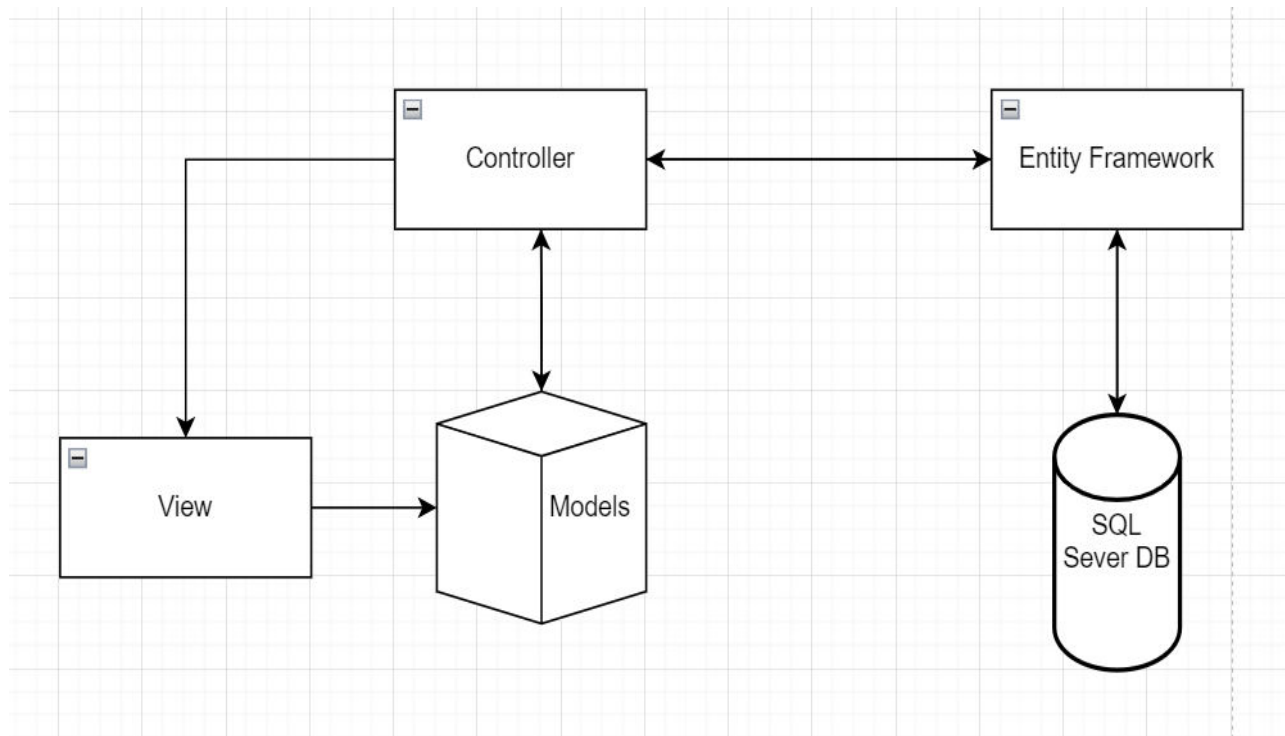 Controller
Entity Framework
View
Models
SQL
Sever DB